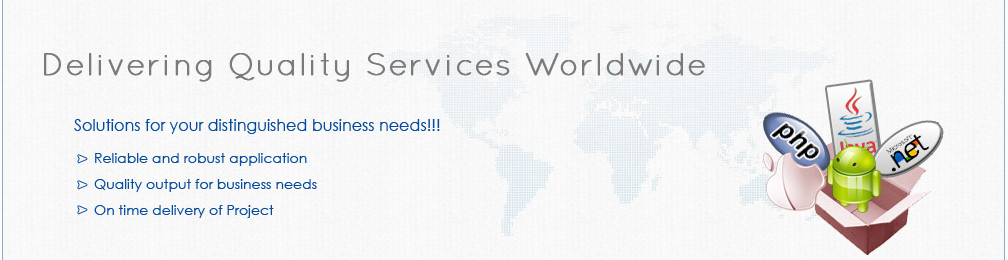 Delivering Quality Services Worldwide
Solutions for your distinguished business needs!!!
Reliable and robust application
Quality output for business needs
On time delivery of Project
php
Java
Microsoft
.net